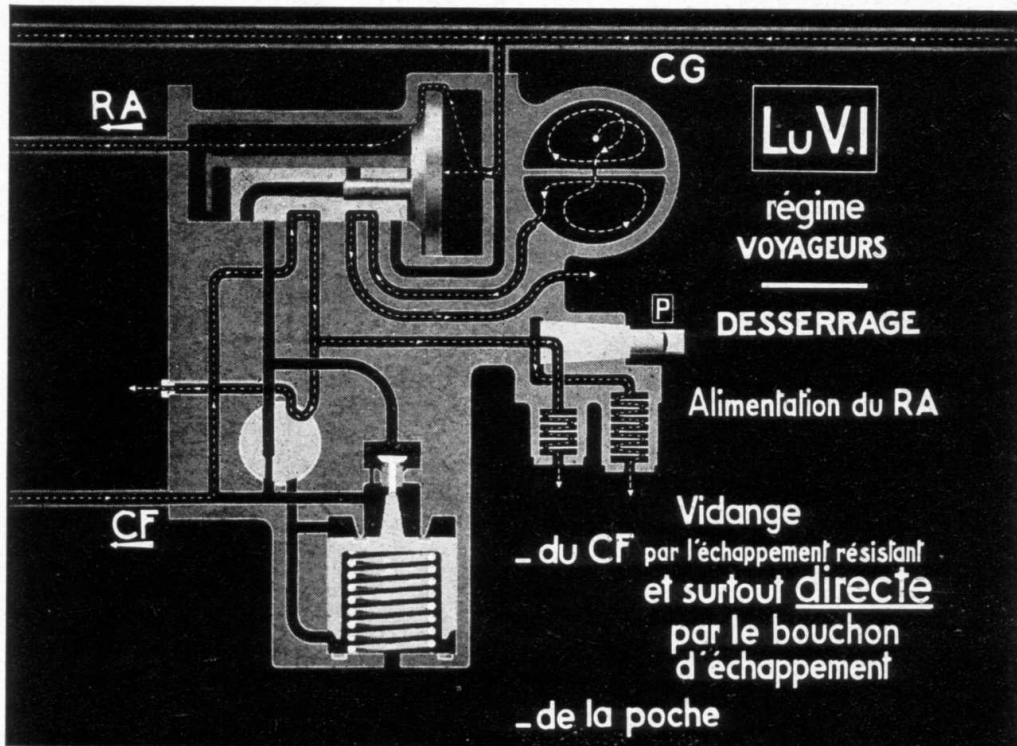 CG
RA
LuV.I
régime
VOYAGEURS
P
DESSERRAGE
Alimentation du RA
CF
Vidange
_ du CF par l'échappement résistant
et surtout directe
par le bouchon
d'échappement
_ de la poche